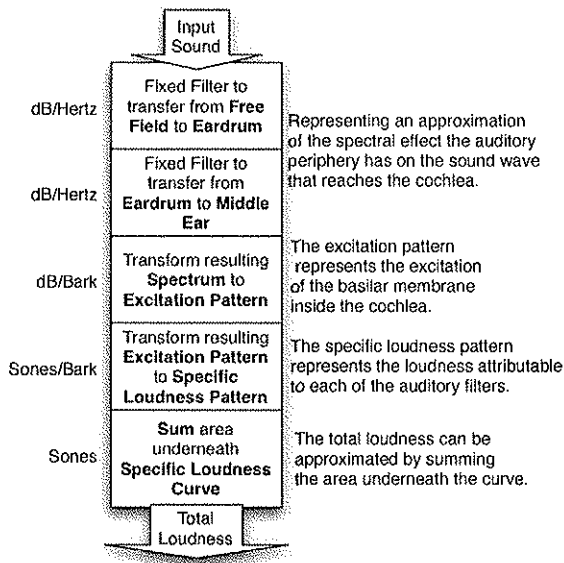 Input
Sound
dB/Hertz
Fixed Filter to
transfer from Free
Field to Eardrum
Representing an approximation
of the spectral effect the auditory
periphery has on the sound wave
that reaches the cochlea.
dB/Hertz
Fixed Filter to
transfer from
Eardrum to Middle
Ear
dB/Bark
Transform resulting
Spectrum to
Excitation Pattern
The excitation pattern
represents the excitation
of the basilar membrane
inside the cochlea.
Sones/Bark
Transform resulting
Excitation Pattern
to Specific
Loudness Pattern
The specific loudness pattern
represents the loudness attributable
to each of the auditory filters.
Sones
Sum area
underneath
Specific Loudness
Curve
The total loudness can be
approximated by summing
the area underneath the curve.
Total
Loudness